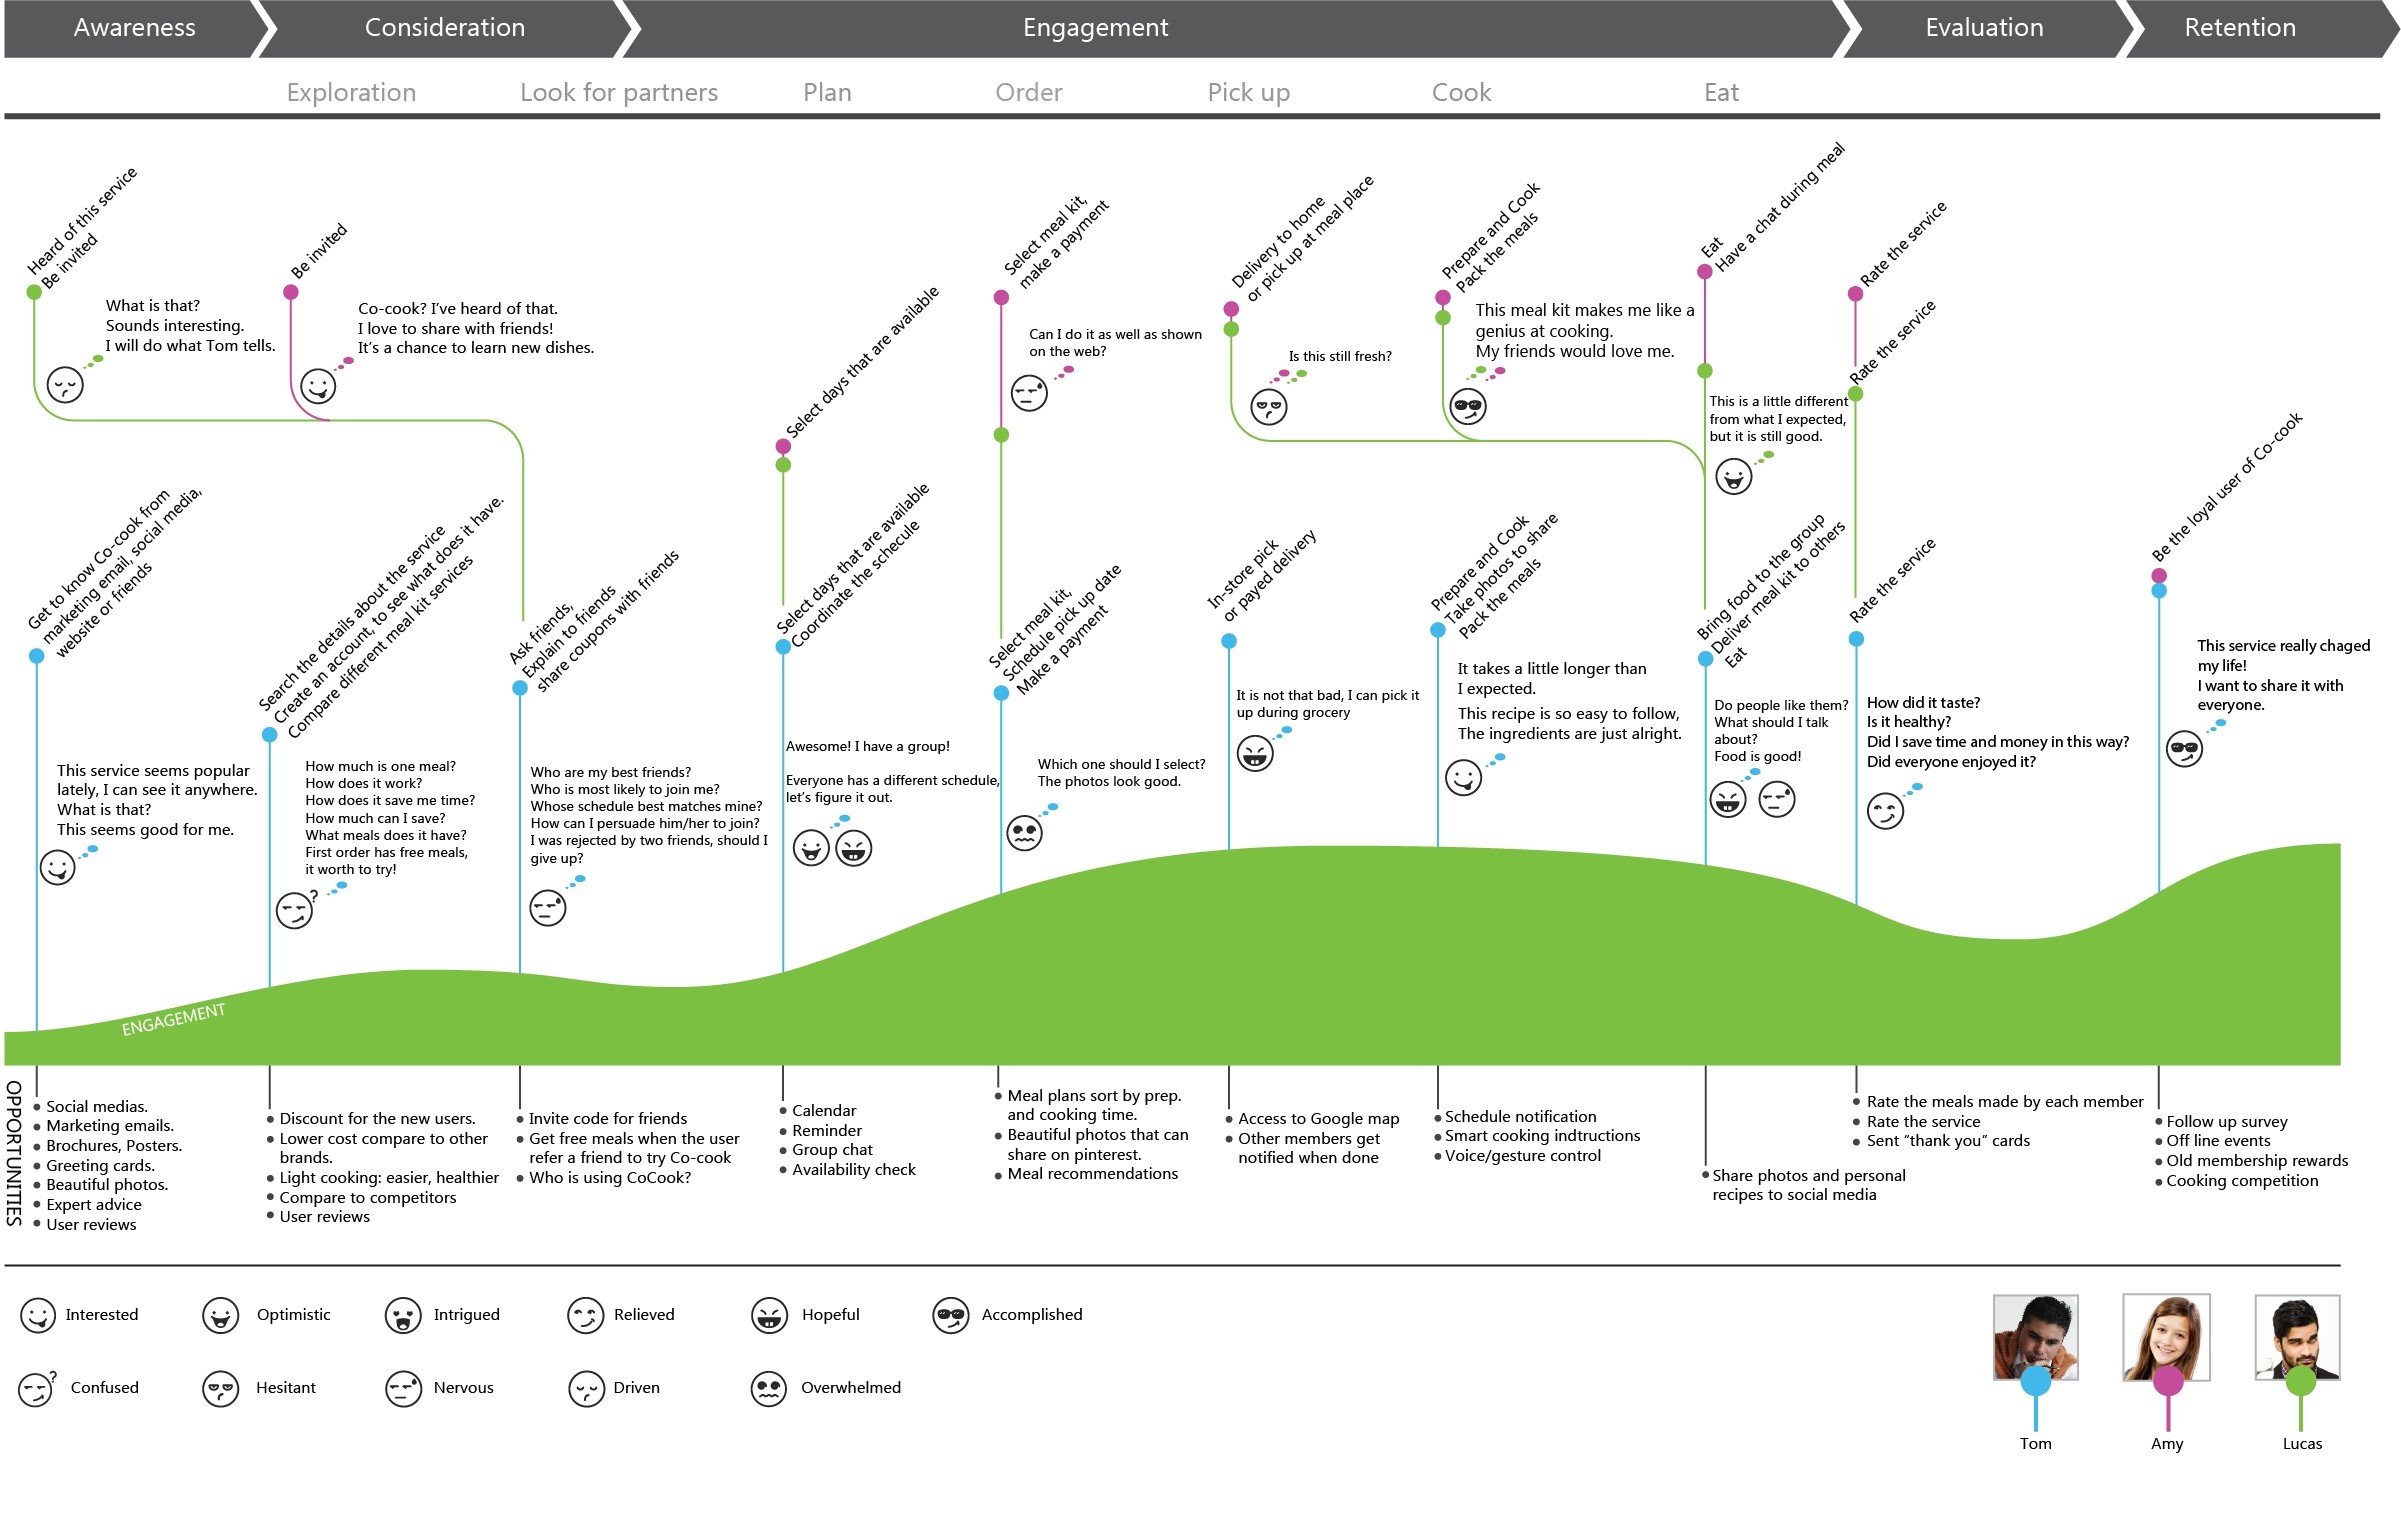 Awareness
Consideration
Engagement
Evaluation
Retention
Exploration
Look for partners
Plan
Order
Pick up
Cook
Eat
Heard of this service
Be invited
What is that?
Sounds interesting.
I will do what Tom tells.
Be invited
Co-cook? I've heard of that.
I love to share with friends!
It's a chance to learn new dishes.
Select days that are available
Select meal kit,
make a payment
Can I do it as well as shown
on the web?
Delivery to home
or pick up at meal place
Is this still fresh?
Prepare and Cook
Pack the meals
This meal kit makes me like a
genius at cooking.
My friends would love me.
Eat
Have a chat during meal
This is a little different
from what I expected,
but it is still good.
Rate the service
Rate the service
Get to know Co-cook from
marketing email, social media,
website or friends
This service seems popular
lately, I can see it anywhere.
What is that?
This seems good for me.
Search the details about the service
Create an account, to see what does it have.
Compare different meal kit services
How much is one meal?
How does it work?
How does it save me time?
How much can I save?
What meals does it have?
First order has free meals,
it worth to try!
Ask friends,
Explain to friends
share coupons with friends
Who are my best friends?
Who is most likely to join me?
Whose schedule best matches mine?
How can I persuade him/her to join?
I was rejected by two friends, should I
give up?
Select days that are available
Coordinate the schecule
Awesome! I have a group!
Everyone has a different schedule,
let's figure it out.
Select meal kit,
Schedule pick up date
Make a payment
Which one should I select?
The photos look good.
In-store pick
or payed delivery
It is not that bad, I can pick it
up during grocery
Prepare and Cook
Take photos to share
Pack the meals
It takes a little longer than
I expected.
This recipe is so easy to follow,
The ingredients are just alright.
Bring food to the group
Deliver meal kit to others
Eat
Do people like them?
What should I talk
about?
Food is good!
Rate the service
How did it taste?
Is it healthy?
Did I save time and money in this way?
Did everyone enjoyed it?
Be the loyal user of Co-cook
This service really chaged
my life!
I want to share it with
everyone.
ENGAGEMENT
OPPORTUNITIES
• Social medias.
• Marketing emails.
• Brochures, Posters.
• Greeting cards.
• Beautiful photos.
• Expert advice
• User reviews
• Discount for the new users.
• Lower cost compare to other
brands.
• Light cooking: easier, healthier
• Compare to competitors
• User reviews
• Invite code for friends
• Get free meals when the user
refer a friend to try Co-cook
• Who is using CoCook?
• Calendar
• Reminder
• Group chat
• Availability check
• Meal plans sort by prep.
and cooking time.
• Beautiful photos that can
share on pinterest.
• Meal recommendations
• Access to Google map
• Other members get
notified when done
• Schedule notification
• Smart cooking indtructions
• Voice/gesture control
• Share photos and personal
recipes to social media
• Rate the meals made by each member
• Rate the service
• Sent “thank you” cards
• Follow up survey
• Off line events
• Old membership rewards
• Cooking competition
Interested
Optimistic
Intrigued
Relieved
Hopeful
Accomplished
? Confused
Hesitant
Nervous
Driven
Overwhelmed
Tom
Amy
Lucas